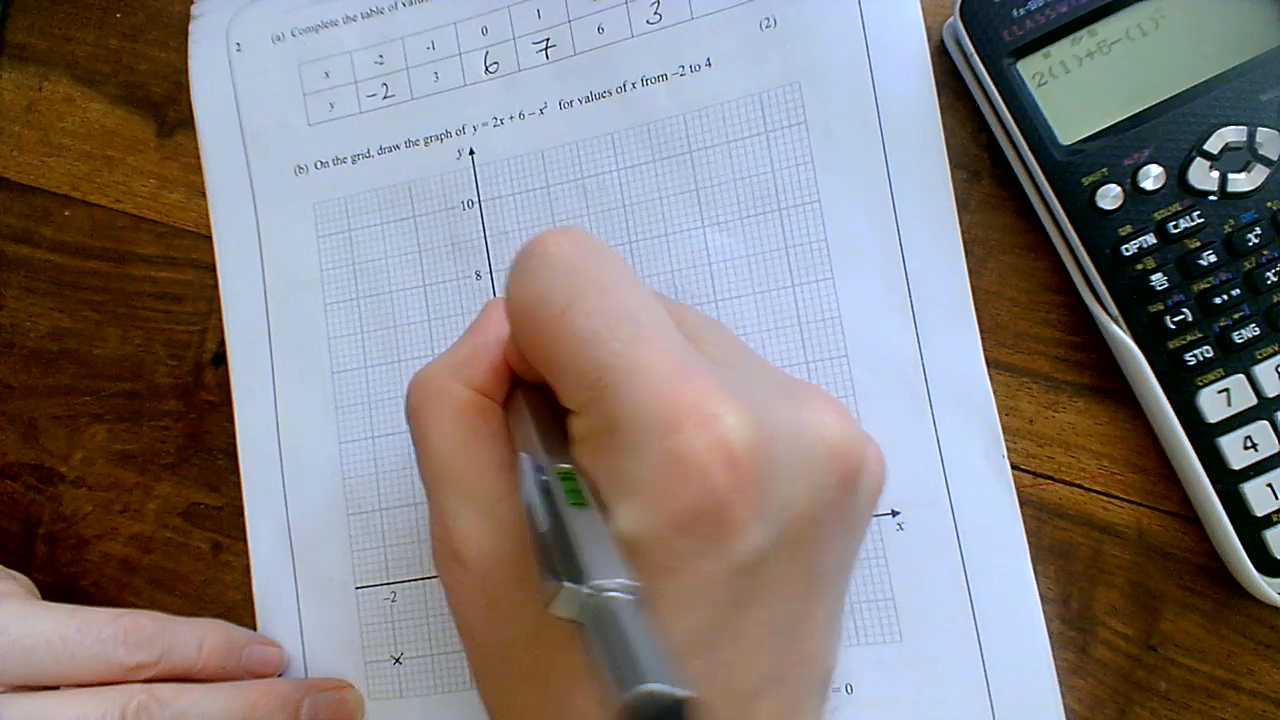 2 (a) Complete the table of
x -2 -1 0 1
y -2 3 6 7 6 3
(2)
(b) On the grid, draw the graph of y = 2x + 6 – x² for values of x from –2 to 4
y
10
8
x
-2
= 0
2(1)+6-(1)²
SHIFT
OPTN CALC
(-)
STO ENG
7
4
1